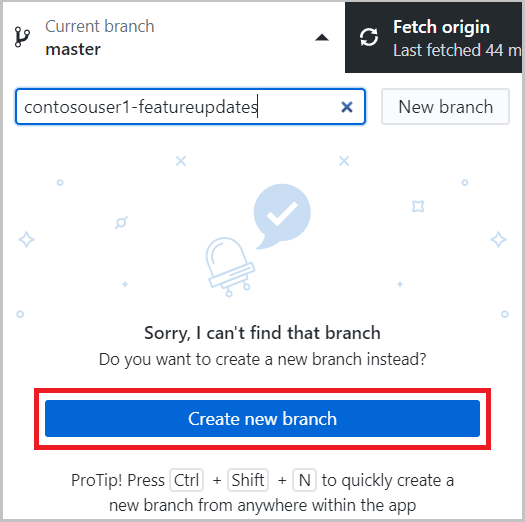 Current branch
master
Fetch origin
Last fetched 44 m
contosouser1-featureupdates
New branch
Sorry, I can't find that branch
Do you want to create a new branch instead?
Create new branch
ProTip! Press Ctrl + Shift + N to quickly create a
new branch from anywhere within the app